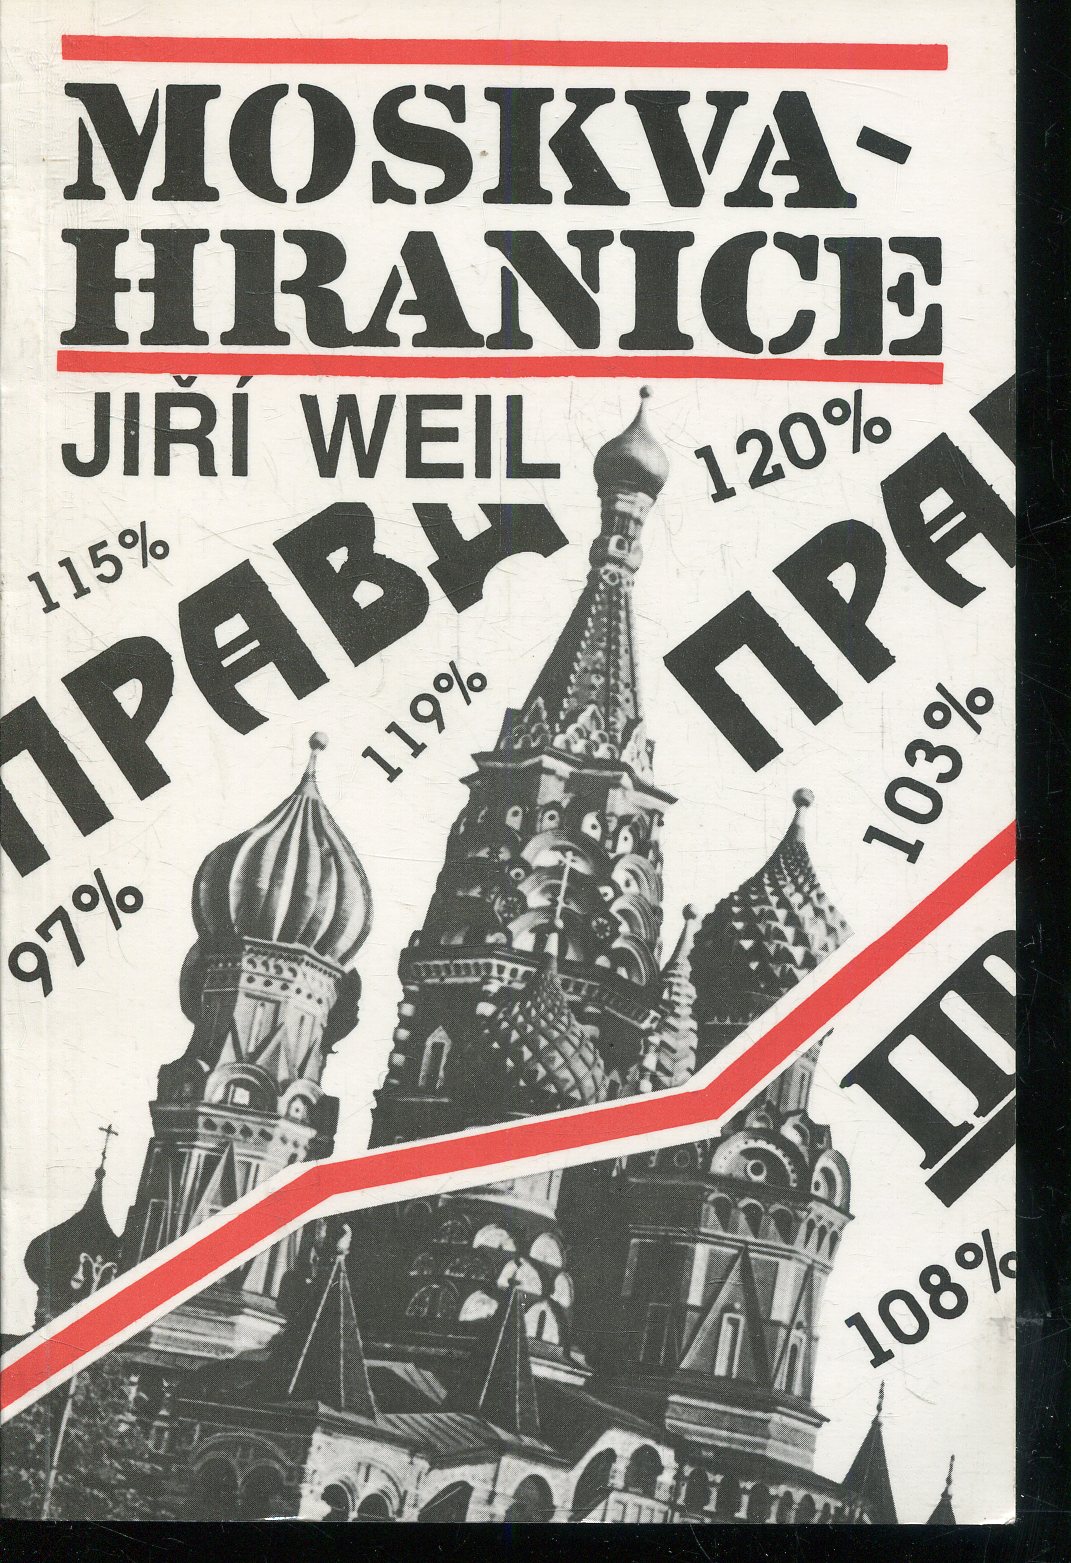 MOSKVA-
HRANICE
JIŘÍ WEIL
120%
115%
ПРАВД
ПРА
119%
103%
97%
108%